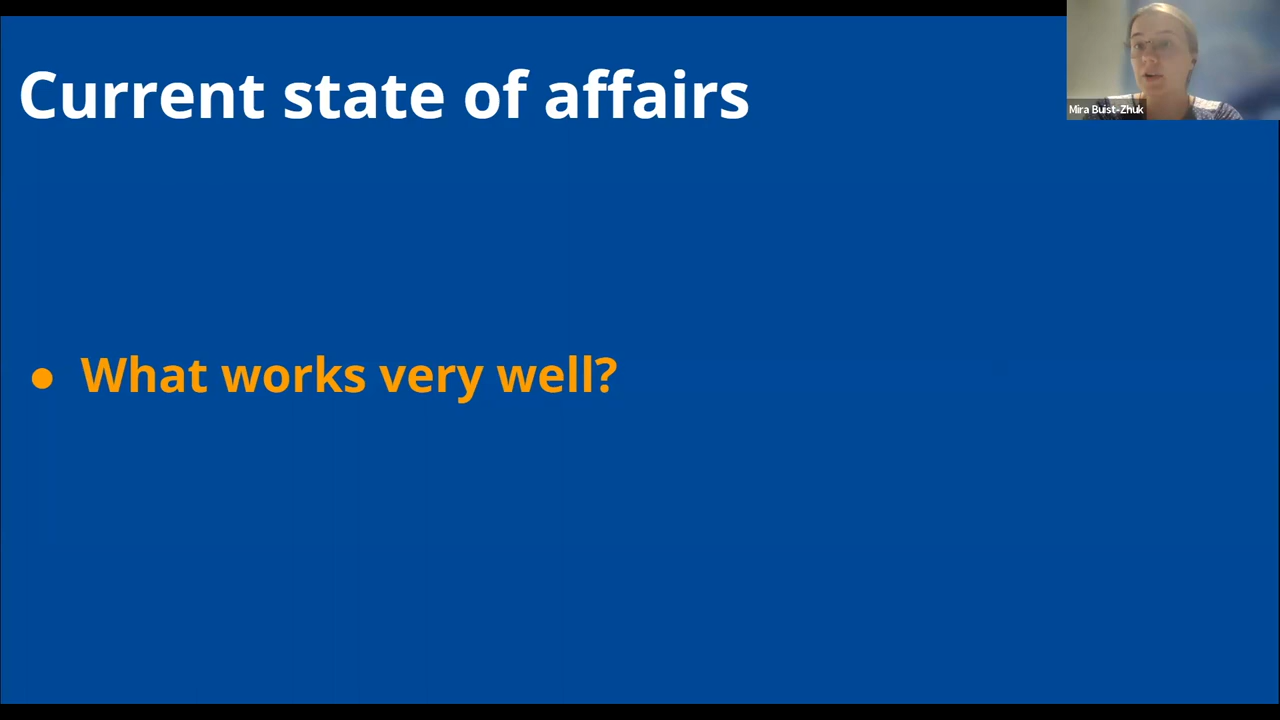 Current state of affairs
Mira Buist-Zhuk
● What works very well?